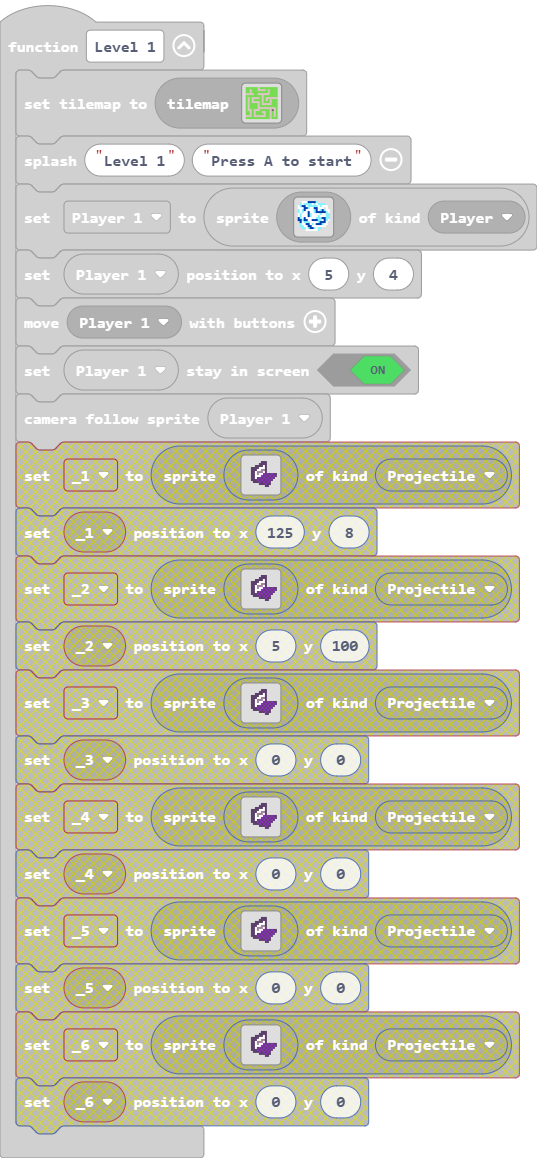 function Level 1
set tilemap to tilemap
splash "Level 1" "Press A to start"
set Player 1 to sprite of kind Player
set Player 1 position to x 5 y 4
move Player 1 with buttons
set Player 1 stay in screen ON
camera follow sprite Player 1
set _1 to sprite of kind Projectile
set _1 position to x 125 y 8
set _2 to sprite of kind Projectile
set _2 position to x 5 y 100
set _3 to sprite of kind Projectile
set _3 position to x 0 y 0
set _4 to sprite of kind Projectile
set _4 position to x 0 y 0
set _5 to sprite of kind Projectile
set _5 position to x 0 y 0
set _6 to sprite of kind Projectile
set _6 position to x 0 y 0